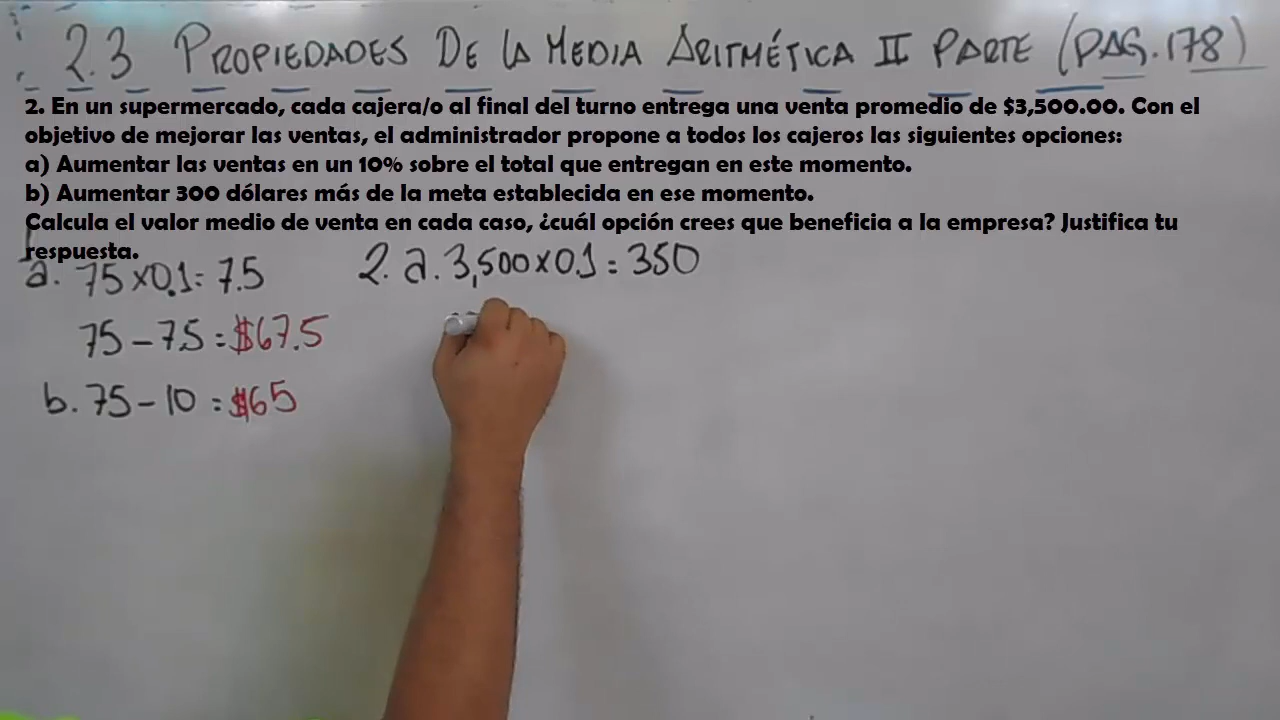 2.3 PROPIEDADES DE LA MEDIA ARITMÉTICA II PARTE (PAG. 178)
2. En un supermercado, cada cajera/o al final del turno entrega una venta promedio de $3,500.00. Con el
objetivo de mejorar las ventas, el administrador propone a todos los cajeros las siguientes opciones:
a) Aumentar las ventas en un 10% sobre el total que entregan en este momento.
b) Aumentar 300 dólares más de la meta establecida en ese momento.
Calcula el valor medio de venta en cada caso, ¿cuál opción crees que beneficia a la empresa? Justifica tu
respuesta.
a. 75 x 0.1 = 7.5
75 - 7.5 = $67.5
b. 75 - 10 = $65
2. a. 3,500 x 0.1 = 350